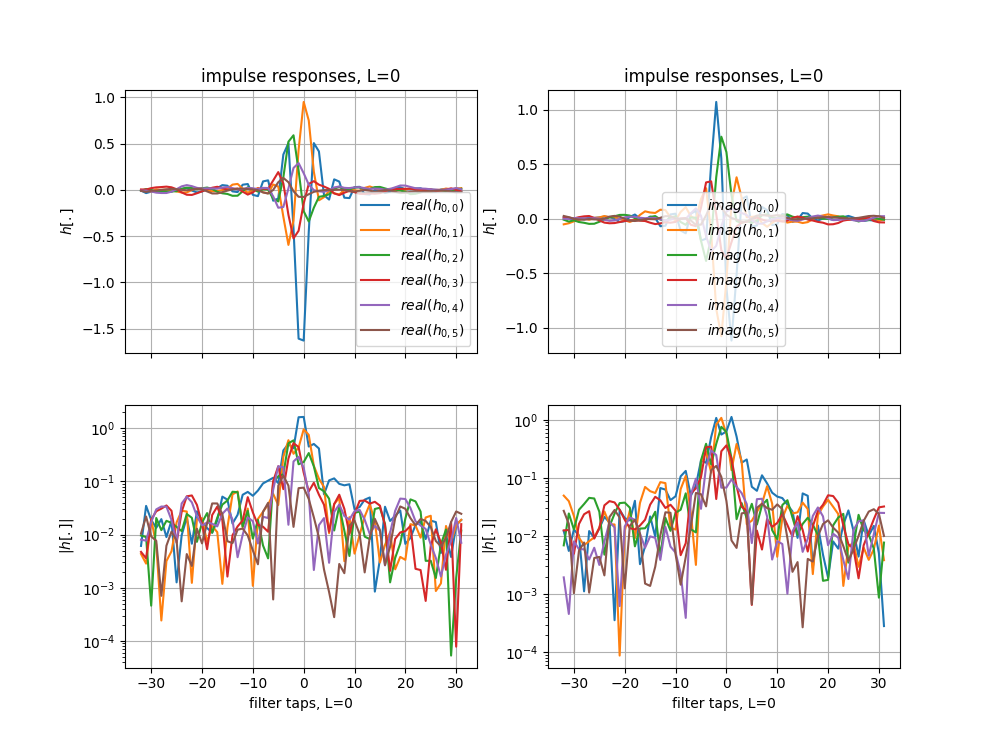 impulse responses, L=0
impulse responses, L=0
1.0
0.5
0.0
−0.5
−1.0
−1.5
h[.]
real(h0,0)
real(h0,1)
real(h0,2)
real(h0,3)
real(h0,4)
real(h0,5)
1.0
0.5
0.0
−0.5
−1.0
h[.]
imag(h0,0)
imag(h0,1)
imag(h0,2)
imag(h0,3)
imag(h0,4)
imag(h0,5)
10^0
10^−1
10^−2
10^−3
10^−4
|h[.]|
−30 −20 −10 0 10 20 30
filter taps, L=0
10^0
10^−1
10^−2
10^−3
10^−4
|h[.]|
−30 −20 −10 0 10 20 30
filter taps, L=0